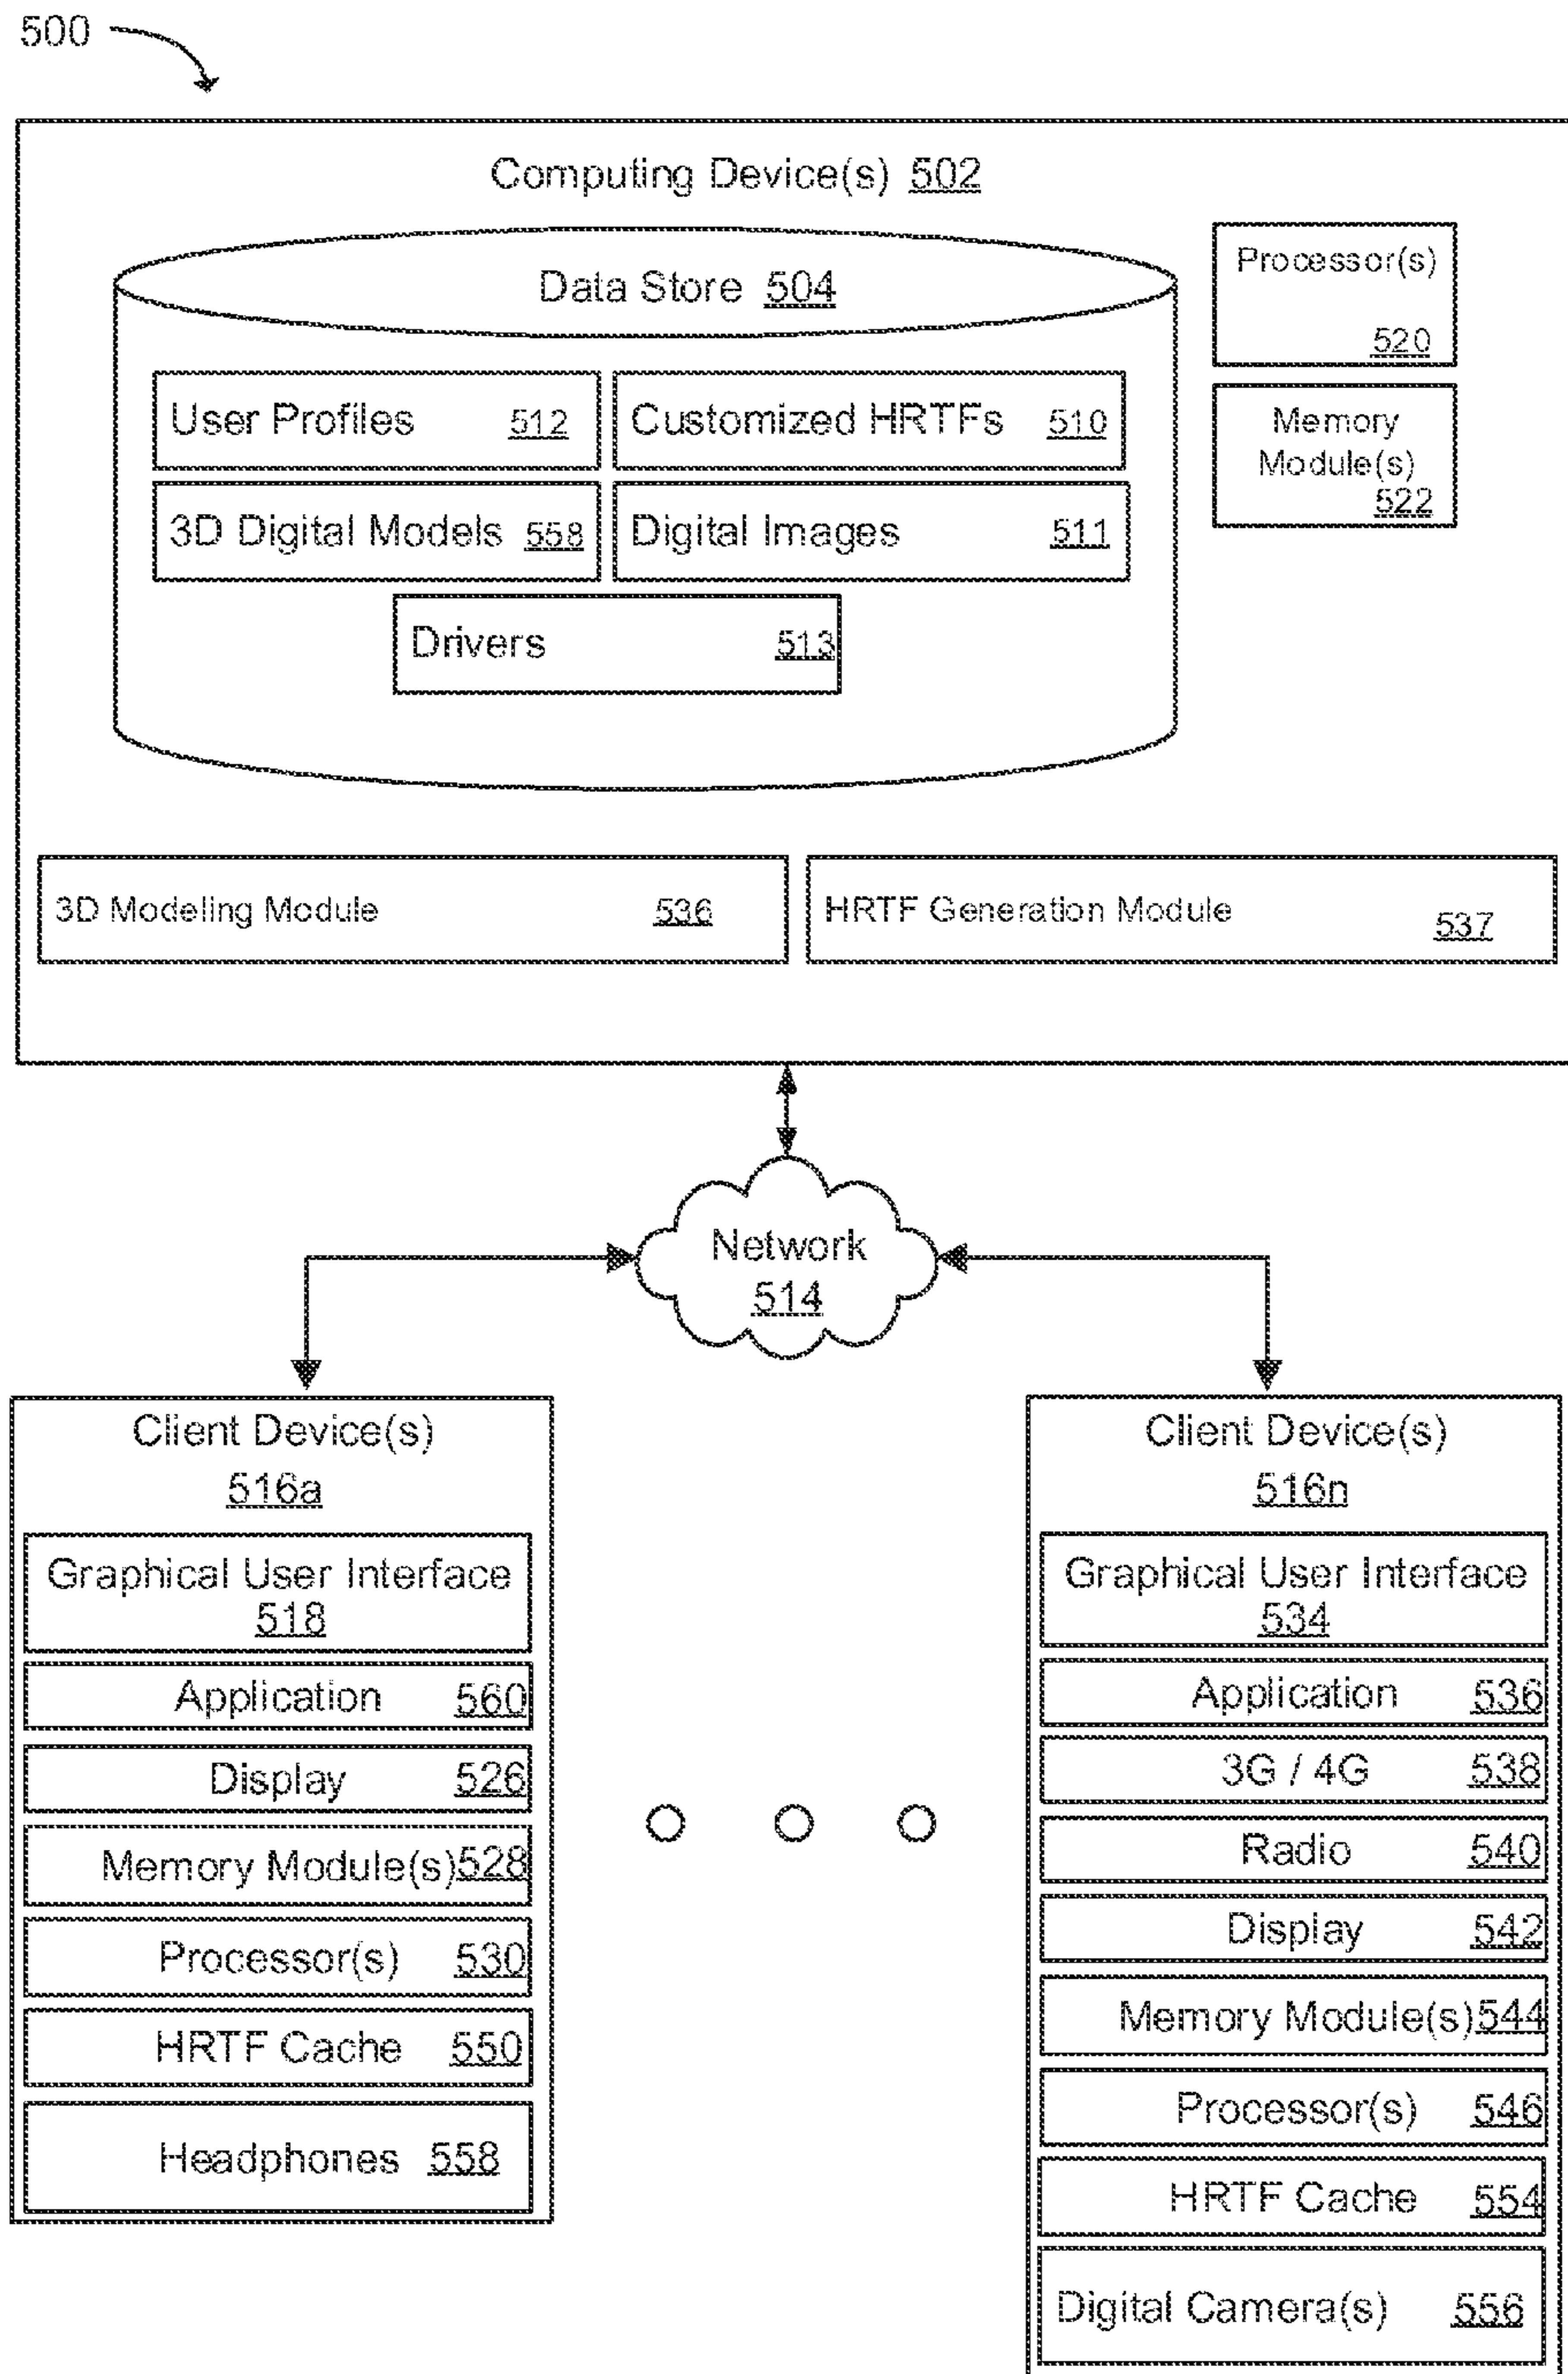 500
Computing Device(s) 502
Data Store 504
Processor(s)
520
Memory
Module(s)
522
User Profiles 512
Customized HRTFs 510
3D Digital Models 558
Digital Images 511
Drivers 513
3D Modeling Module 536
HRTF Generation Module 537
Network
514
Client Device(s)
516a
Graphical User Interface
518
Application 560
Display 526
Memory Module(s) 528
Processor(s) 530
HRTF Cache 550
Headphones 558
Client Device(s)
516n
Graphical User Interface
534
Application 536
3G / 4G 538
Radio 540
Display 542
Memory Module(s) 544
Processor(s) 546
HRTF Cache 554
Digital Camera(s) 556